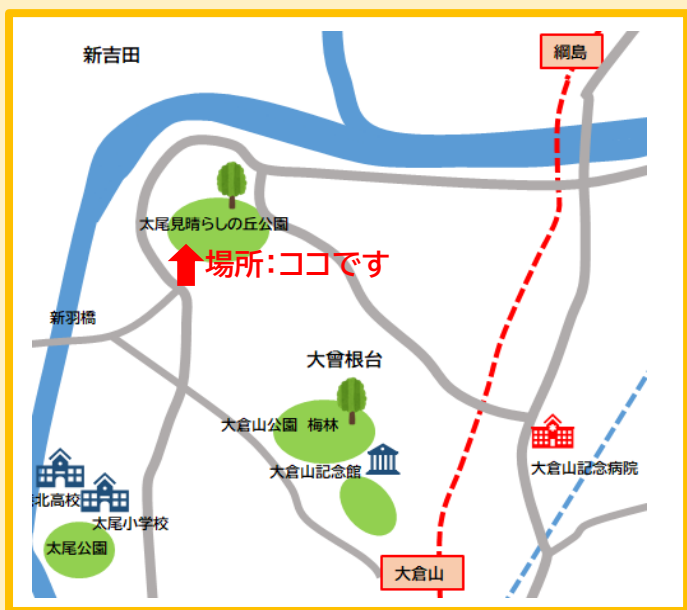 新吉田
綱島
太尾見晴らしの丘公園
場所:ココです
新羽橋
大曾根台
大倉山公園 梅林
大倉山記念館
大倉山記念病院
北高校
太尾小学校
太尾公園
大倉山